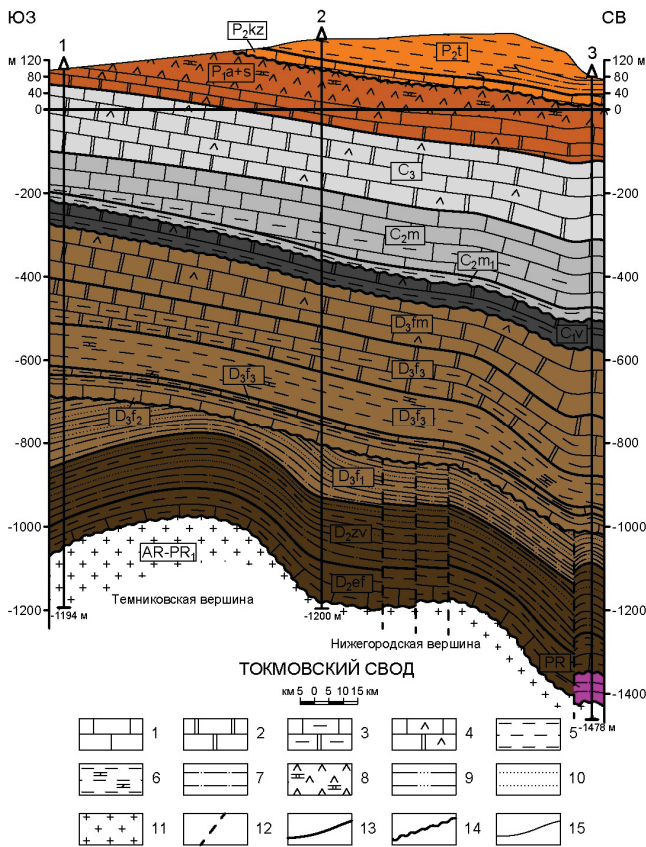 ЮЗ
СВ
1
2
3
P₂kz
P₂t
P₁a+s
м 120
80
40
0
-200
-400
-600
-800
-1000
-1200
м 120
80
40
0
-200
-400
-600
-800
-1000
-1200
-1400
C₃
C₂m
C₂m₁
C₁v
D₃fm
D₃f₃
D₃f₃
D₃f₃
D₃f₂
D₃f₁
D₂zv
AR-PR₁
D₂ef
Темниковская вершина
-1194 м
-1200 м
Нижегородская вершина
PR
-1478 м
ТОКМОВСКИЙ СВОД
км 5 0 5 10 15 км
1
2
3
4
5
6
7
8
9
10
11
12
13
14
15